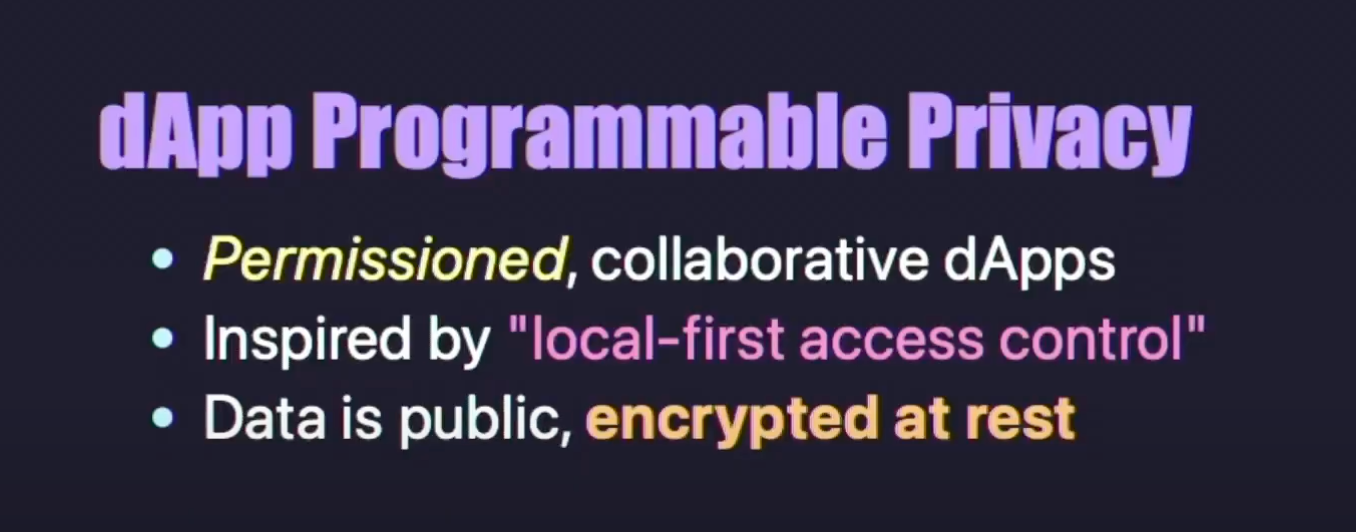 dApp Programmable Privacy
• Permissioned, collaborative dApps
• Inspired by "local-first access control"
• Data is public, encrypted at rest